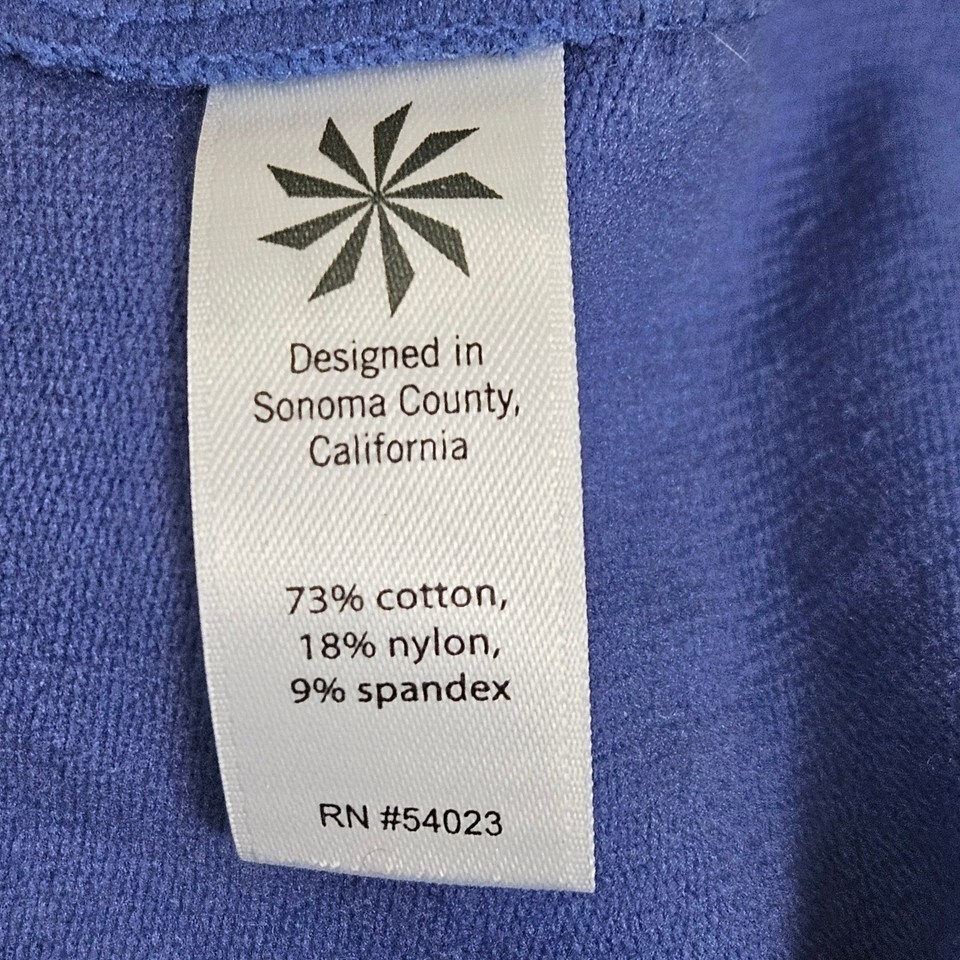 Designed in
Sonoma County,
California
73% cotton,
18% nylon,
9% spandex
RN #54023